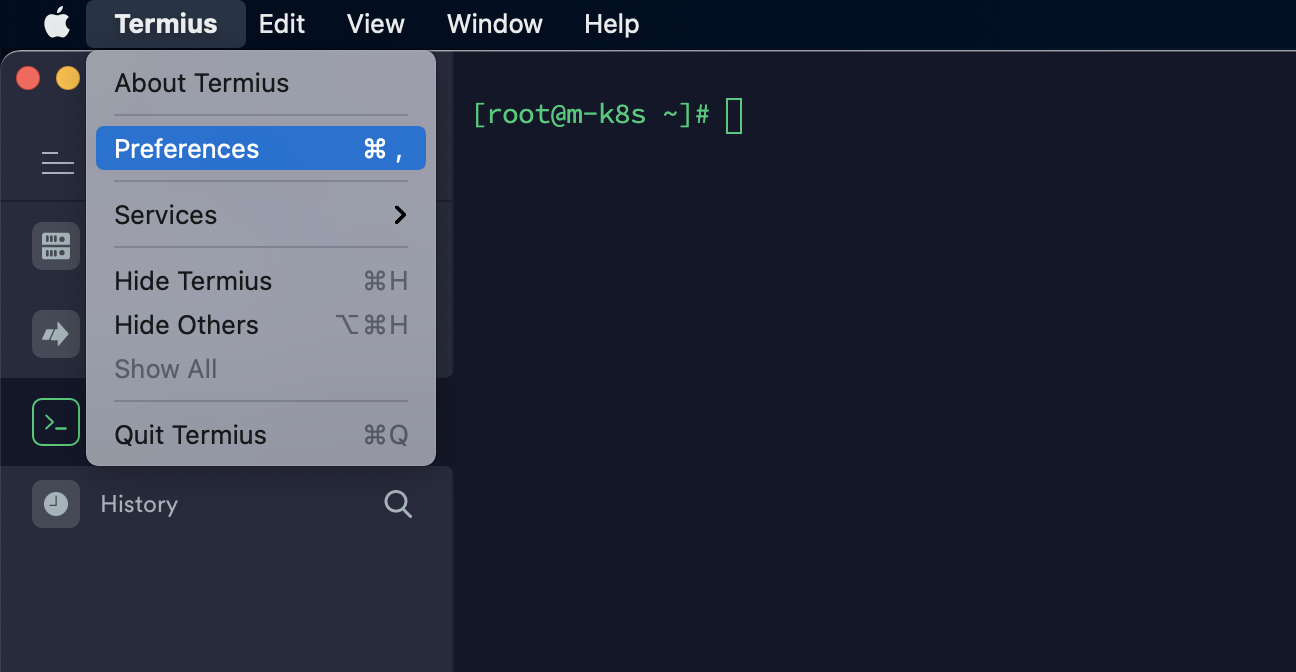 Termius Edit View Window Help
About Termius
Preferences ⌘ ,
Services
Hide Termius ⌘H
Hide Others ⌥⌘H
Show All
Quit Termius ⌘Q
History
[root@m-k8s ~]#